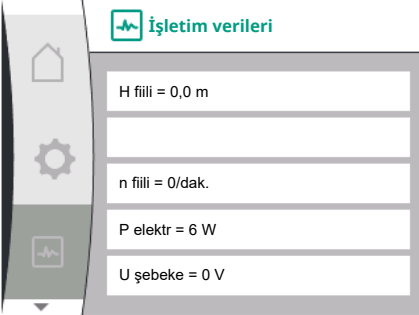 İşletim verileri
H fiili = 0,0 m
n fiili = 0/dak.
P elektr = 6 W
U şebeke = 0 V